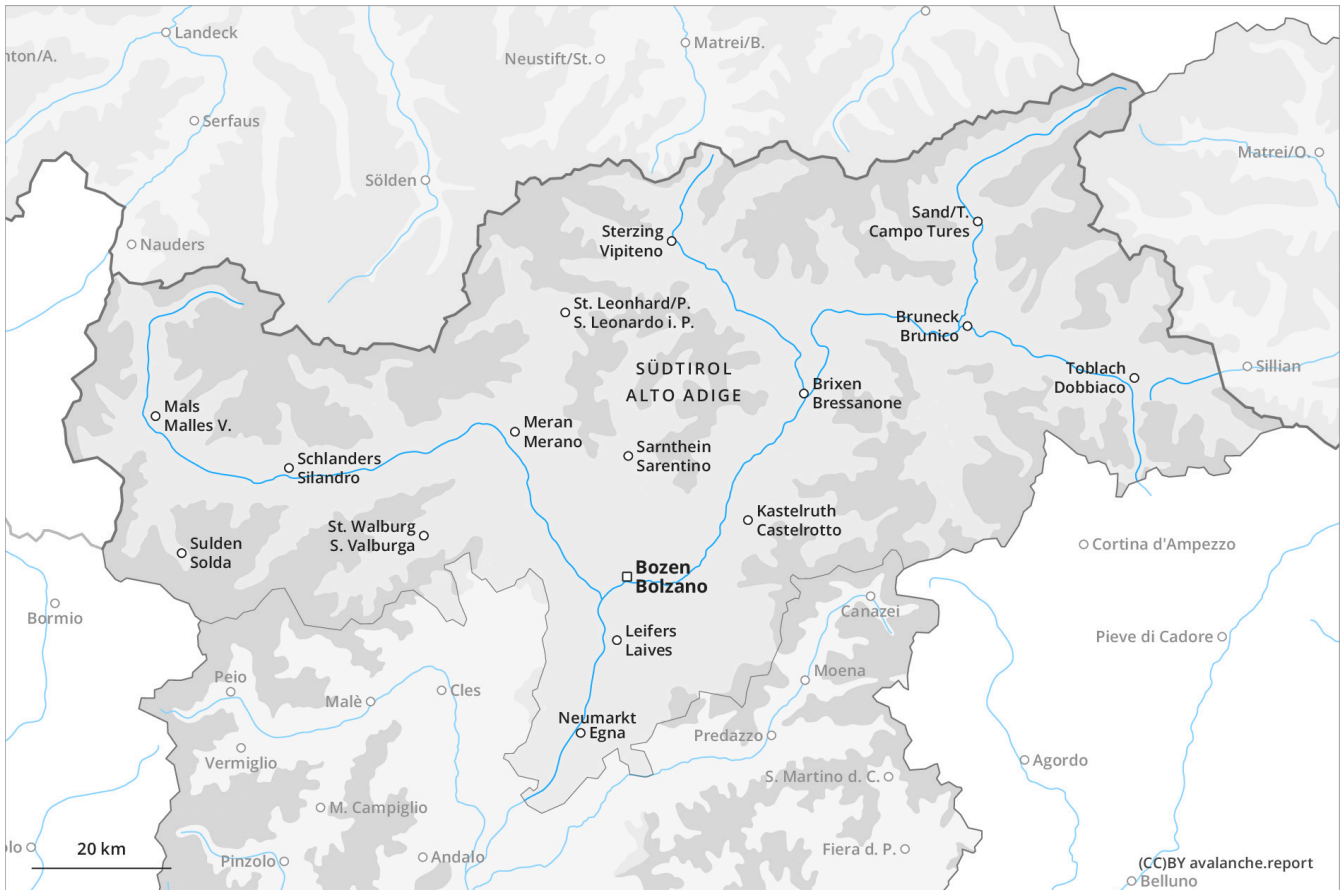 Landeck
nton/A.
Neustift/St.
Matrei/B.
Serfaus
Matrei/O.
Sölden
Nauders
Sand/T.
Campo Tures
Sterzing
Vipiteno
St. Leonhard/P.
S. Leonardo i. P.
Bruneck
Brunico
SÜDTIROL
ALTO ADIGE
Toblach
Dobbiaco
Sillian
Brixen
Bressanone
Mals
Malles V.
Meran
Merano
Sarnthein
Sarentino
Schlanders
Silandro
Kastelruth
Castelrotto
St. Walburg
S. Valburga
Sulden
Solda
Cortina d'Ampezzo
Bozen
Bolzano
Bormio
Canazei
Leifers
Laives
Pieve di Cadore
Peio
Malè
Cles
Moena
Neumarkt
Egna
Predazzo
Vermiglio
Agordo
S. Martino d. C.
M. Campiglio
olo
20 km
Pinzolo
Andalo
Fiera d. P.
(CC)BY avalanche.report
Belluno